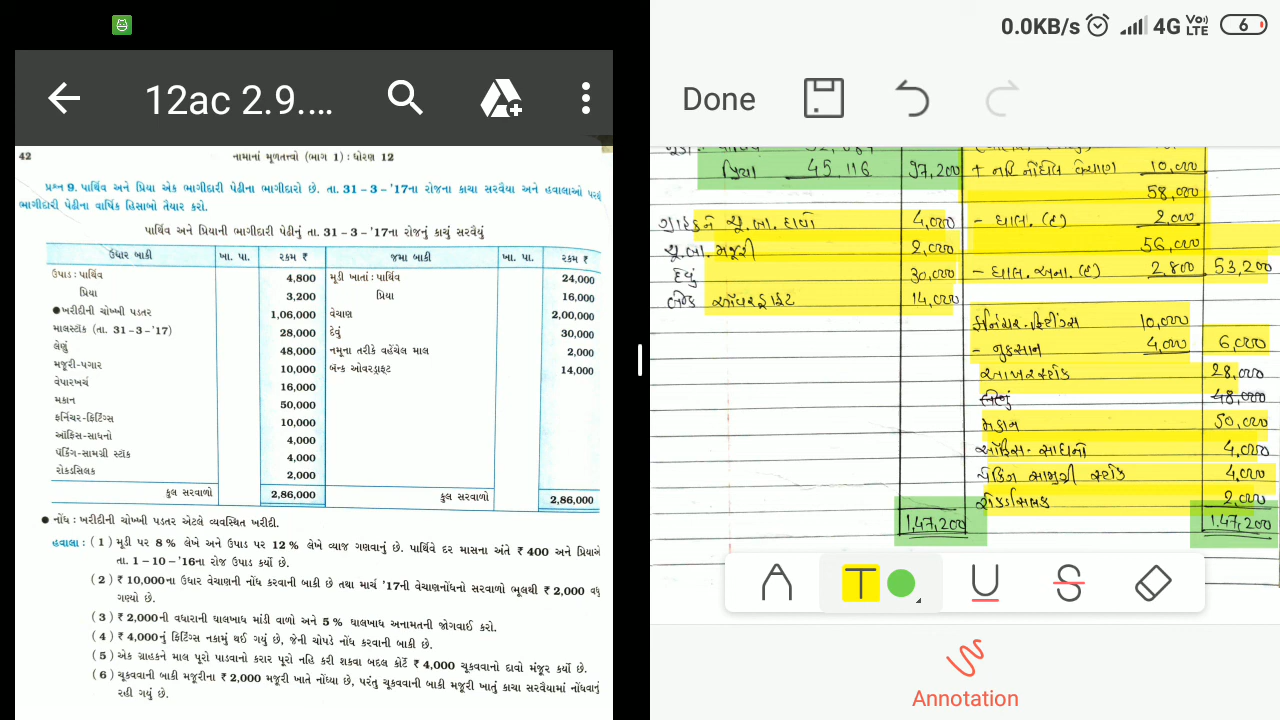 0.0KB/s 4G Vo) LTE 6
12ac 2.9....
Done
42 નામાનાં મૂળતત્ત્વો (ભાગ 1) : ધોરણ 12
પ્રશ્ન 9. પાર્થિવ અને પ્રિયા એક ભાગીદારી પેઢીના ભાગીદારો છે. તા. 31-3-'17ના રોજના કાચા સરવૈયા અને હવાલાઓ પરથી
ભાગીદારી પેઢીના વાર્ષિક હિસાબો તૈયાર કરો.
પાર્થિવ અને પ્રિયાની ભાગીદારી પેઢીનું તા. 31-3-'17ના રોજનું કાચું સરવૈયું
ઉધાર બાકી ખા. પા. રકમ ₹ જમા બાકી ખા. પા. રકમ ₹
ઉપાડ : પાર્થિવ 4,800 મૂડી ખાતાં : પાર્થિવ 24,000
પ્રિયા 3,200 પ્રિયા 16,000
●ખરીદીની ચોખ્ખી પડતર 1,06,000 વેચાણ 2,00,000
માલસ્ટૉક (તા. 31-3-'17) 28,000 દેવું 30,000
લેણું 48,000 નમૂના તરીકે વહેંચેલ માલ 2,000
મજૂરી-પગાર 10,000 બૅન્ક ઓવરડ્રાફ્ટ 14,000
વેપારખર્ચ 16,000
મકાન 50,000
ફર્નિચર-ફિટિંગ્સ 10,000
ઑફિસ-સાધનો 4,000
પૅકિંગ-સામગ્રી સ્ટૉક 4,000
રોકડસિલક 2,000
કુલ સરવાળો 2,86,000 કુલ સરવાળો 2,86,000
● નોંધ : ખરીદીની ચોખ્ખી પડતર એટલે વ્યવસ્થિત ખરીદી.
હવાલા : (1) મૂડી પર 8 % લેખે અને ઉપાડ પર 12 % લેખે વ્યાજ ગણવાનું છે. પાર્થિવે દર માસના અંતે ₹ 400 અને પ્રિયાએ
તા. 1-10-'16ના રોજ ઉપાડ કર્યો છે.
(2) ₹ 10,000ના ઉધાર વેચાણની નોંધ કરવાની બાકી છે તથા માર્ચ '17ની વેચાણનોંધનો સરવાળો ભૂલથી ₹ 2,000 વધુ
ગણ્યો છે.
(3) ₹ 2,000ની વધારાની ઘાલખાધ માંડી વાળો અને 5 % ઘાલખાધ અનામતની જોગવાઈ કરો.
(4) ₹ 4,000નું ફિટિંગ્સ નકામું થઈ ગયું છે, જેની ચોપડે નોંધ કરવાની બાકી છે.
(5) એક ગ્રાહકને માલ પૂરો પાડવાનો કરાર પૂરો નહિ કરી શકવા બદલ કોર્ટે ₹ 4,000 ચૂકવવાનો દાવો મંજૂર કર્યો છે.
(6) ચૂકવવાની બાકી મજૂરીના ₹ 2,000 મજૂરી ખાતે નોંધ્યા છે, પરંતુ ચૂકવવાની બાકી મજૂરી ખાતું કાચા સરવૈયામાં નોંધવાનું
રહી ગયું છે.
પ્રિયા 45,116 97,200 + નહિ નોંધેલ વેચાણ 10,000
58,000
ગ્રાહકને ચૂ.બા. દાવો 4,000 - ઘાલ. (હ) 2,000
ચૂ.બા. મજૂરી 2,000 56,000
દેવું 30,000 - ઘાલ. અના. (હ) 2,800 53,200
બેન્ક ઓવરડ્રાફ્ટ 14,000
ફર્નિચર-ફિટીંગ્સ 10,000
- નુકસાન 4,000 6,000
આખરસ્ટોક 28,000
લેણું 48,000
મકાન 50,000
ઓફિસ-સાધનો 4,000
પેકિંગ સામગ્રી સ્ટોક 4,000
રોકડસિલક 2,000
1,47,200 1,47,200
T U S
Annotation